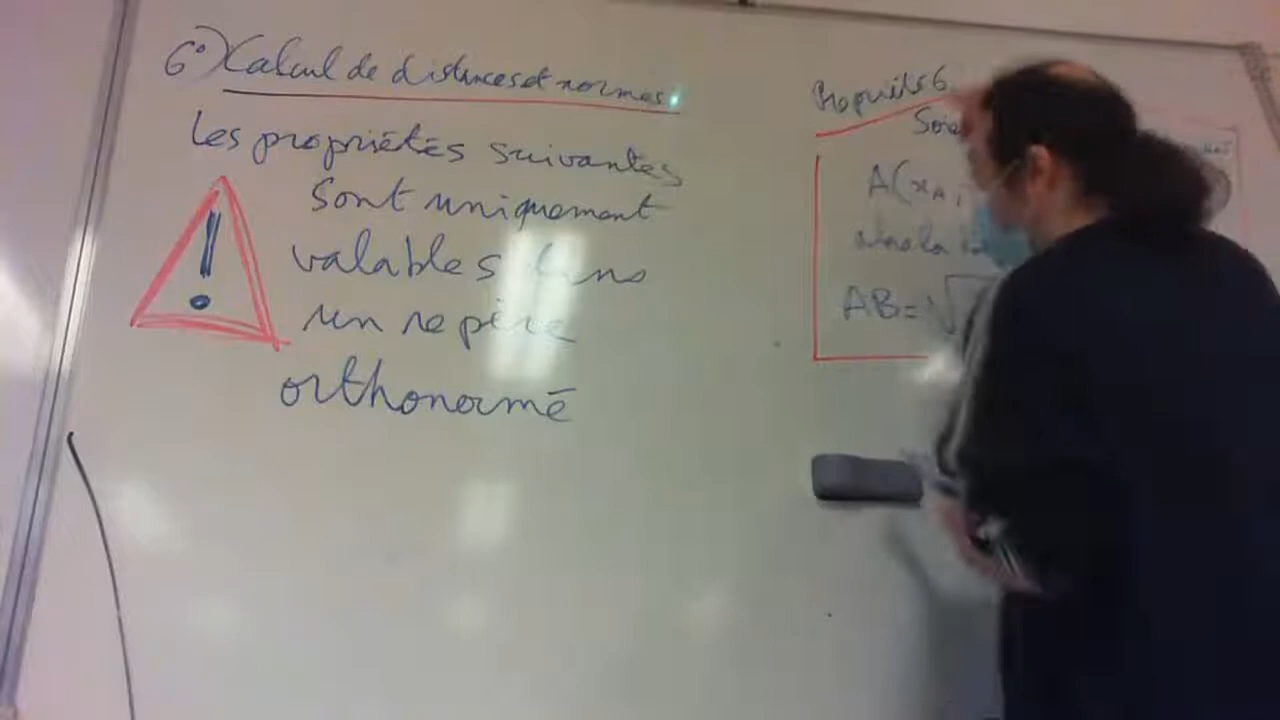 6°) Calcul de distances et normes:
Les propriétés suivantes
sont uniquement
valables dans
un repère
orthonormé
!
Propriété 6
Soie
A(xA;
alors la
AB=√